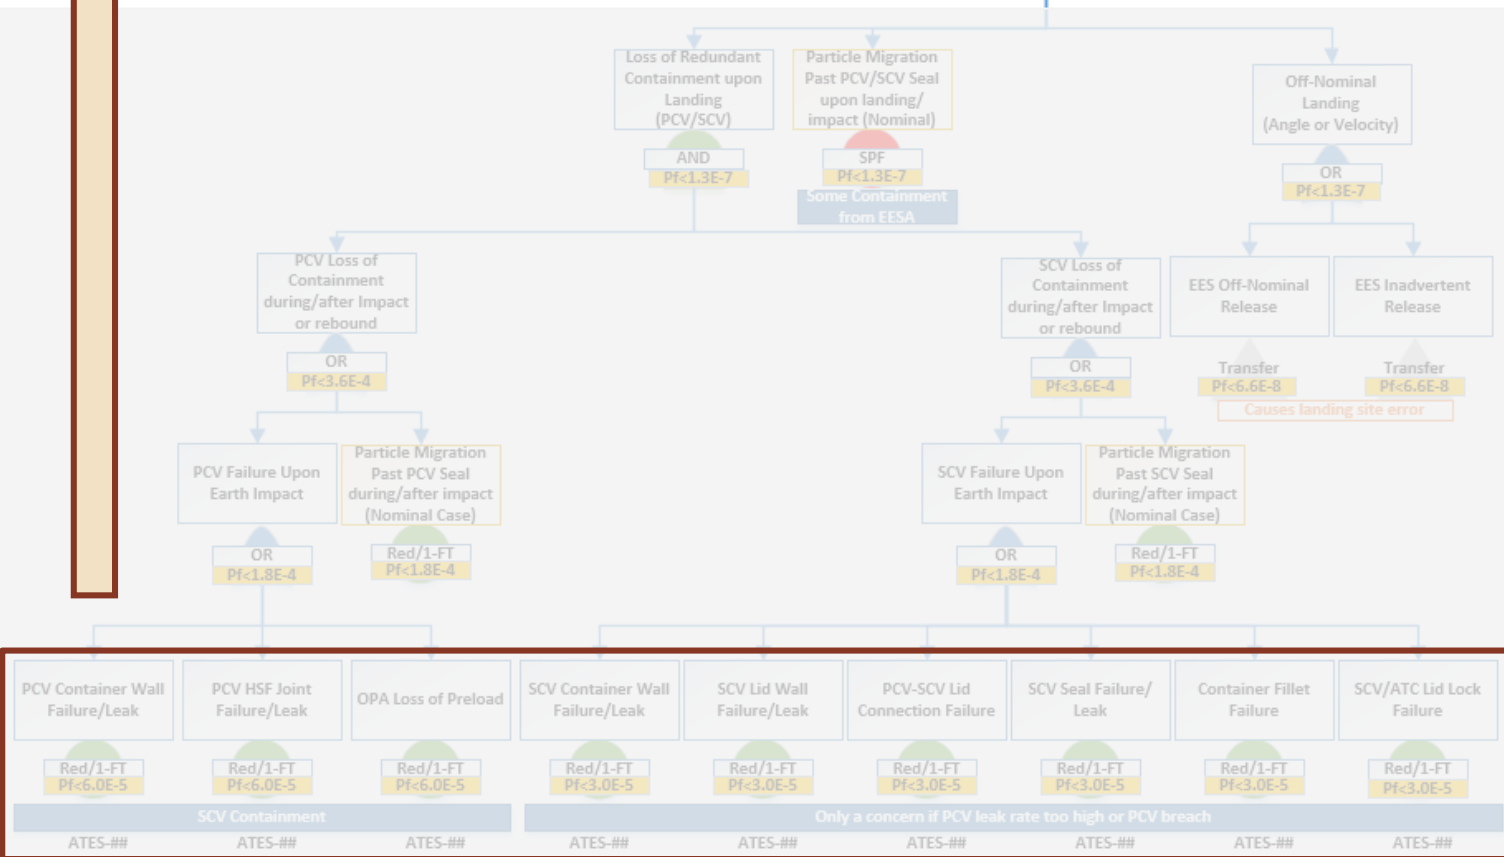 Loss of Redundant
Containment upon
Landing
(PCV/SCV)
AND
Pf<1.3E-7
Particle Migration
Past PCV/SCV Seal
upon landing/
impact (Nominal)
SPF
Pf<1.3E-7
Some Containment
from EESA
Off-Nominal
Landing
(Angle or Velocity)
OR
Pf<1.3E-7
PCV Loss of
Containment
during/after Impact
or rebound
OR
Pf<3.6E-4
SCV Loss of
Containment
during/after Impact
or rebound
OR
Pf<3.6E-4
EES Off-Nominal
Release
Transfer
Pf<6.6E-8
EES Inadvertent
Release
Transfer
Pf<6.6E-8
Causes landing site error
PCV Failure Upon
Earth Impact
OR
Pf<1.8E-4
Particle Migration
Past PCV Seal
during/after impact
(Nominal Case)
Red/1-FT
Pf<1.8E-4
SCV Failure Upon
Earth Impact
OR
Pf<1.8E-4
Particle Migration
Past SCV Seal
during/after impact
(Nominal Case)
Red/1-FT
Pf<1.8E-4
PCV Container Wall
Failure/Leak
Red/1-FT
Pf<6.0E-5
PCV HSF Joint
Failure/Leak
Red/1-FT
Pf<6.0E-5
OPA Loss of Preload
Red/1-FT
Pf<6.0E-5
SCV Container Wall
Failure/Leak
Red/1-FT
Pf<3.0E-5
SCV Lid Wall
Failure/Leak
Red/1-FT
Pf<3.0E-5
PCV-SCV Lid
Connection Failure
Red/1-FT
Pf<3.0E-5
SCV Seal Failure/
Leak
Red/1-FT
Pf<3.0E-5
Container Fillet
Failure
Red/1-FT
Pf<3.0E-5
SCV/ATC Lid Lock
Failure
Red/1-FT
Pf<3.0E-5
SCV Containment
Only a concern if PCV leak rate too high or PCV breach
ATES-##
ATES-##
ATES-##
ATES-##
ATES-##
ATES-##
ATES-##
ATES-##
ATES-##